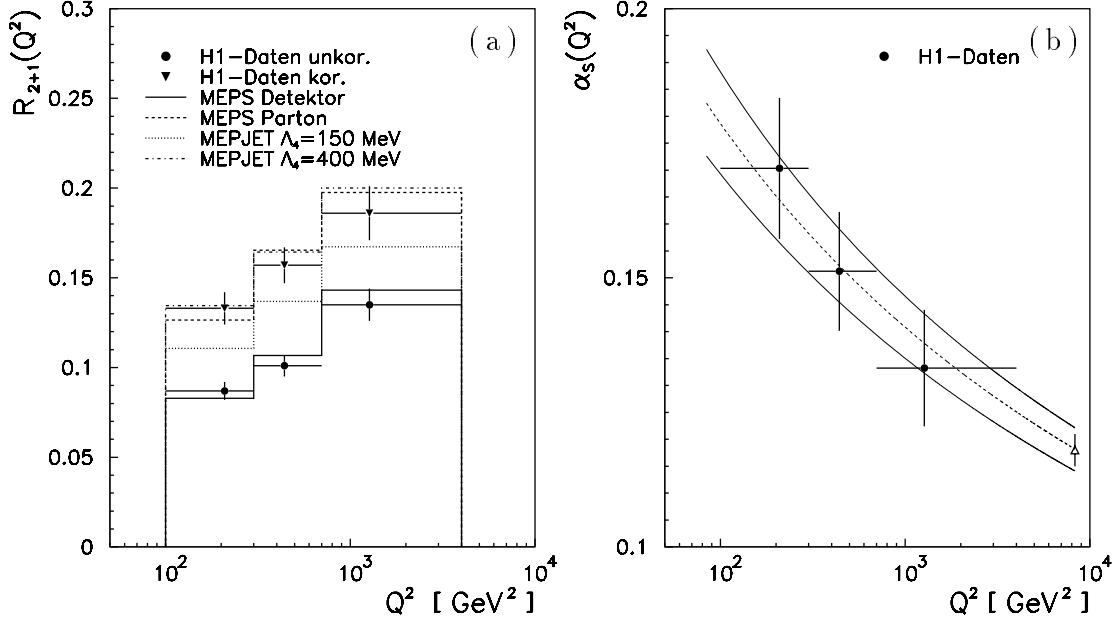 R₂₊₁(Q²)
0.3
0.25
0.2
0.15
0.1
0.05
0
(a)
H1-Daten unkor.
H1-Daten kor.
MEPS Detektor
MEPS Parton
MEPJET Λ₄=150 MeV
MEPJET Λ₄=400 MeV
10² 10³ 10⁴
Q² [ GeV² ]
αₛ(Q²)
0.2
0.15
0.1
(b)
H1-Daten
10² 10³ 10⁴
Q² [ GeV² ]